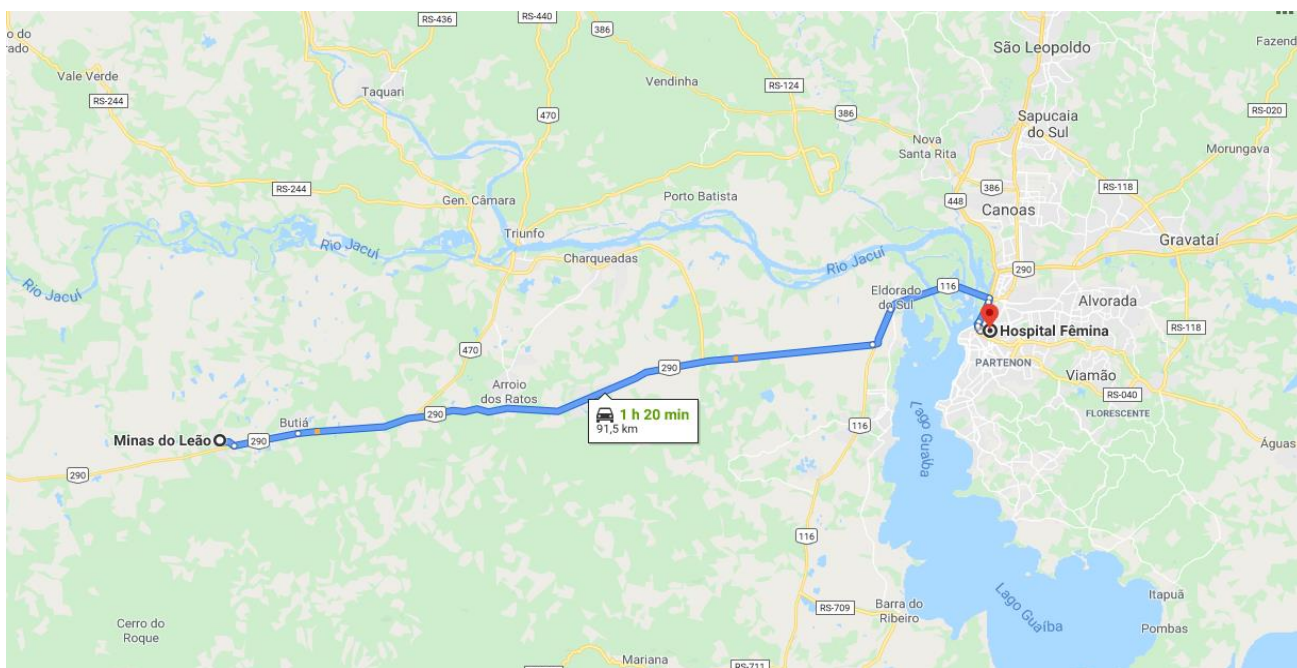 RS-436
RS-440
386
São Leopoldo
Fazend
o do
rado
Vale Verde
RS-244
Taquari
Vendinha
RS-124
470
386
Sapucaia
do Sul
RS-020
Nova
Santa Rita
Morungava
RS-244
Gen. Câmara
Porto Batista
386
RS-118
448
Canoas
Triunfo
Rio Jacuí
Charqueadas
Gravataí
Rio Jacuí
Rio Jacuí
290
Eldorado
do Sul
116
Alvorada
Hospital Fêmina
RS-118
470
Arroio
dos Ratos
290
PARTENON
Viamão
RS-040
FLORESCENTE
1 h 20 min
91,5 km
290
Butiá
Minas do Leão
290
116
Lago Guaíba
Águas
290
116
Itapuã
Lago Guaíba
RS-709
Barra do
Ribeiro
Cerro do
Roque
Pombas
Mariana
RS-711